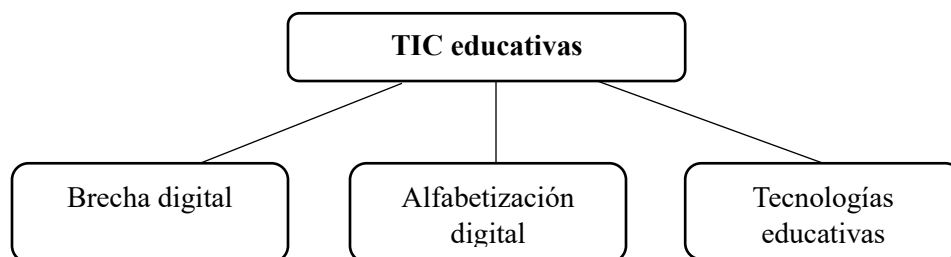 TIC educativas
Brecha digital
Alfabetización
digital
Tecnologías
educativas